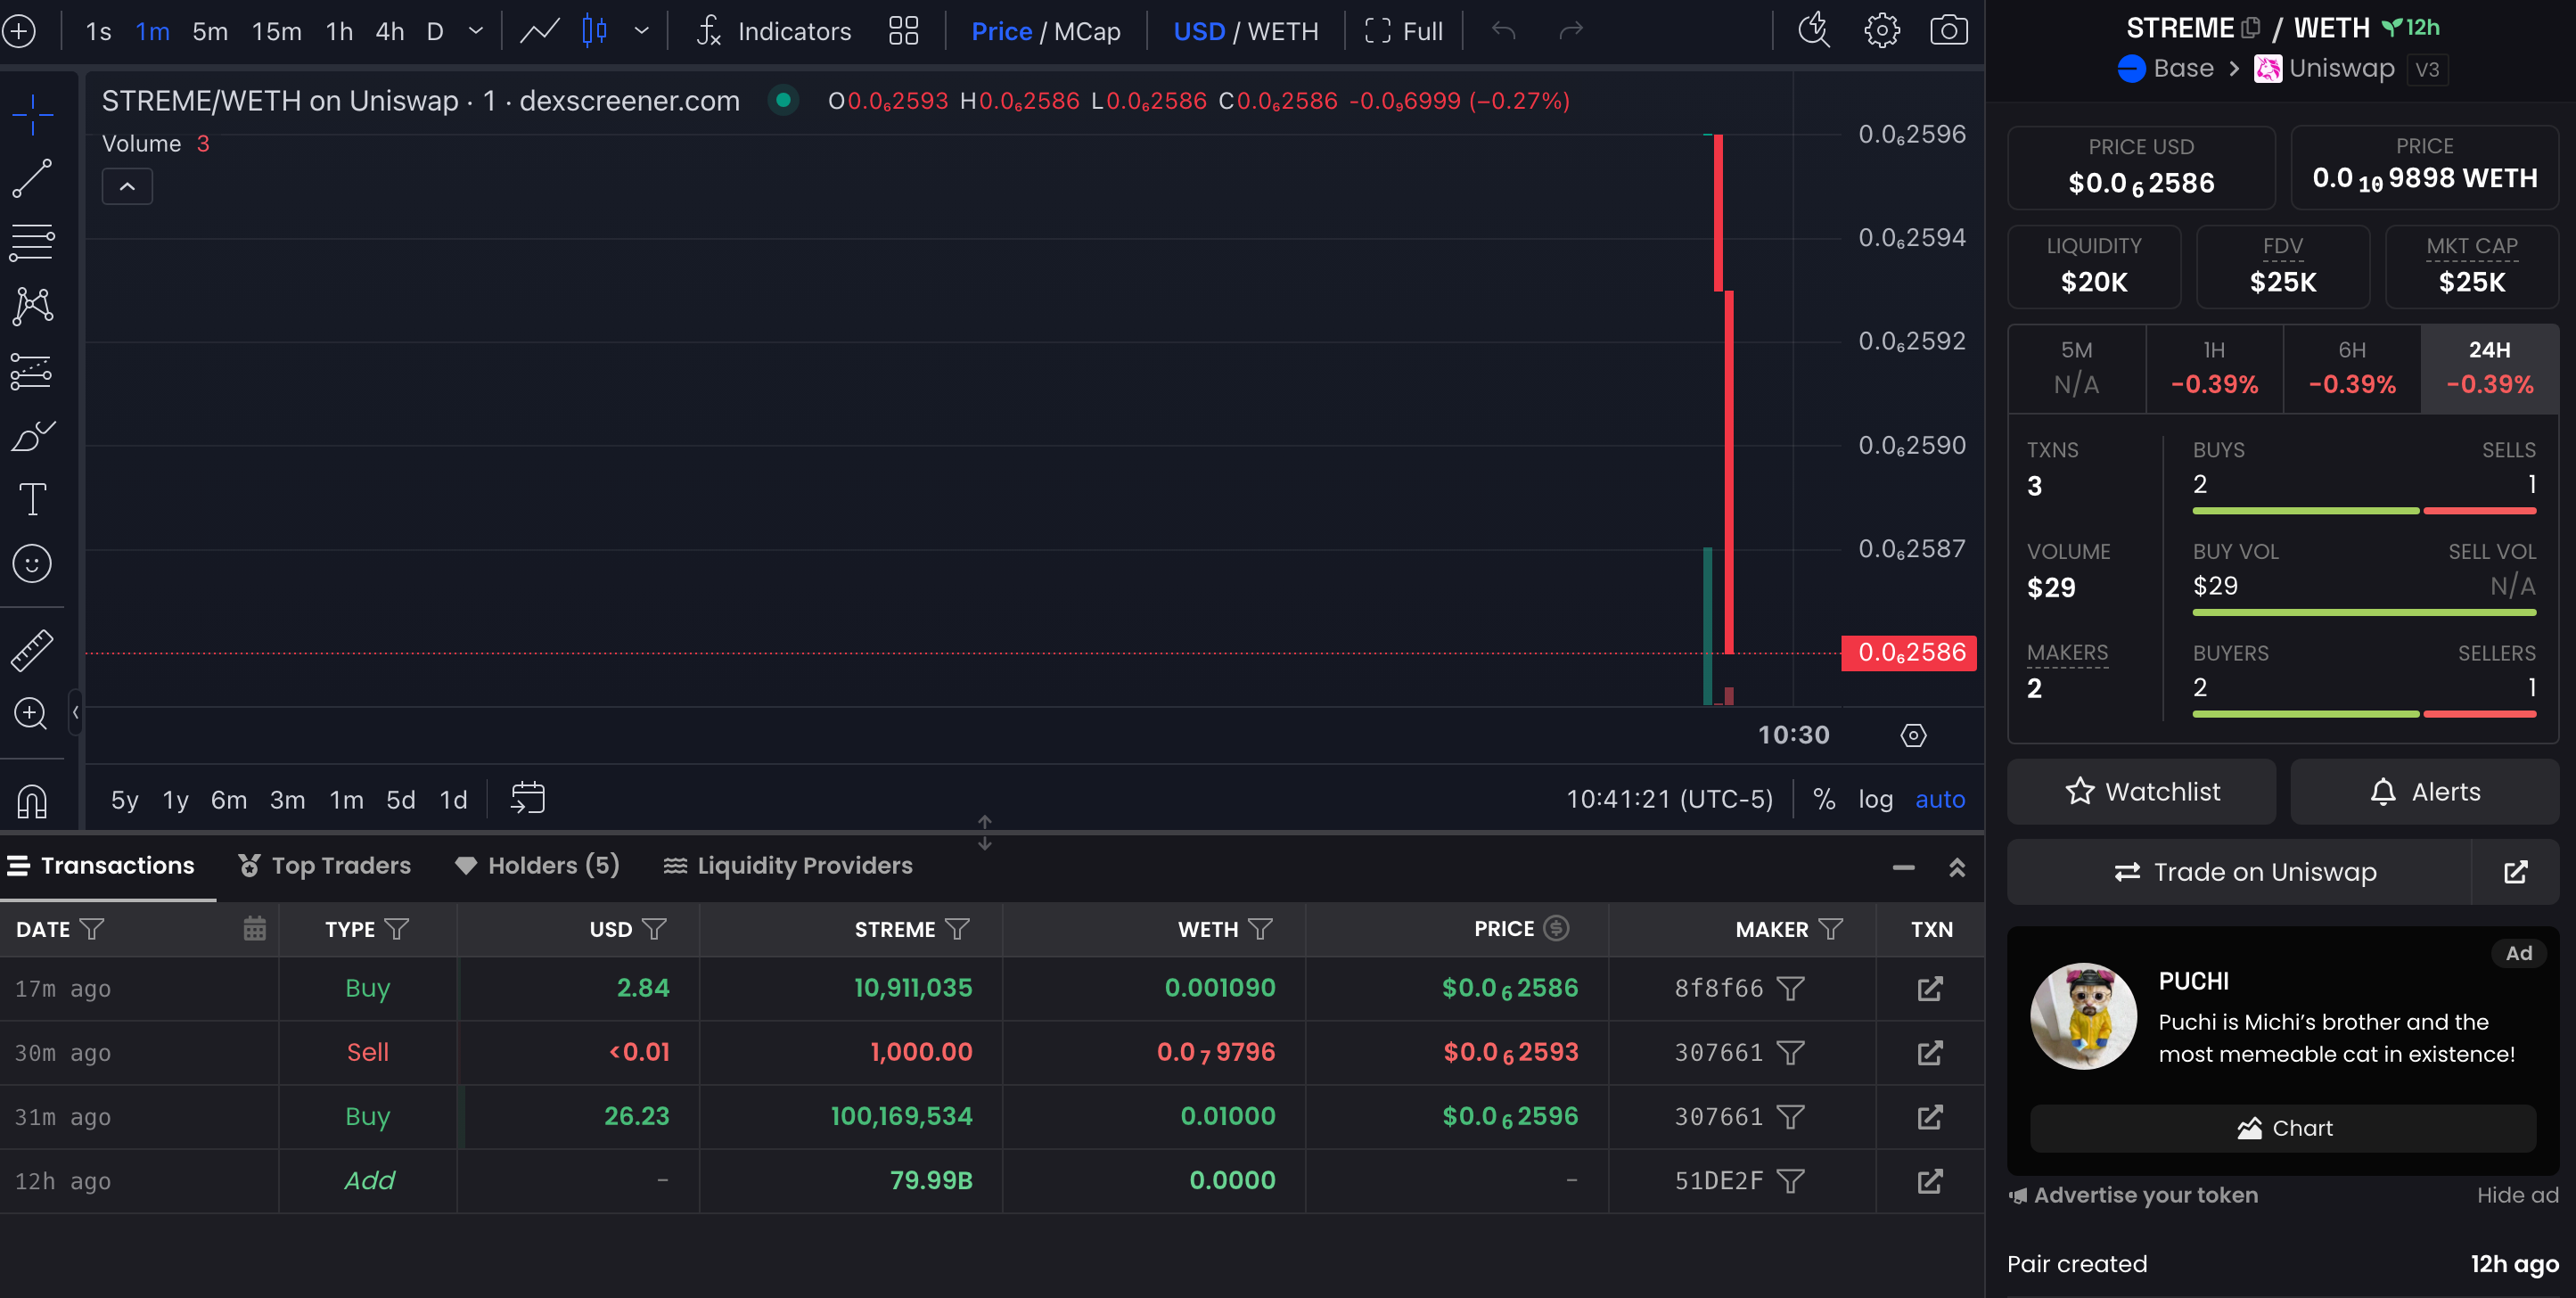 1s 1m 5m 15m 1h 4h D Indicators Price / MCap USD / WETH Full
STREME/WETH on Uniswap · 1 · dexscreener.com O0.0₆2593 H0.0₆2586 L0.0₆2586 C0.0₆2586 -0.0₉6999 (−0.27%)
Volume 3
0.0₆2596
0.0₆2594
0.0₆2592
0.0₆2590
0.0₆2587
0.0₆2586
10:30
5y 1y 6m 3m 1m 5d 1d 10:41:21 (UTC-5) % log auto
Transactions Top Traders Holders (5) Liquidity Providers
DATE TYPE USD STREME WETH PRICE MAKER TXN
17m ago Buy 2.84 10,911,035 0.001090 $0.0₆2586 8f8f66
30m ago Sell <0.01 1,000.00 0.0₇9796 $0.0₆2593 307661
31m ago Buy 26.23 100,169,534 0.01000 $0.0₆2596 307661
12h ago Add - 79.99B 0.0000 - 51DE2F
STREME / WETH 12h
Base > Uniswap V3
PRICE USD
$0.0₆2586
PRICE
0.0₁₀9898 WETH
LIQUIDITY
$20K
FDV
$25K
MKT CAP
$25K
5M
N/A
1H
-0.39%
6H
-0.39%
24H
-0.39%
TXNS
3
BUYS SELLS
2 1
VOLUME
$29
BUY VOL SELL VOL
$29 N/A
MAKERS
2
BUYERS SELLERS
2 1
Watchlist Alerts
Trade on Uniswap
Ad
PUCHI
Puchi is Michi’s brother and the
most memeable cat in existence!
Chart
Advertise your token Hide ad
Pair created 12h ago